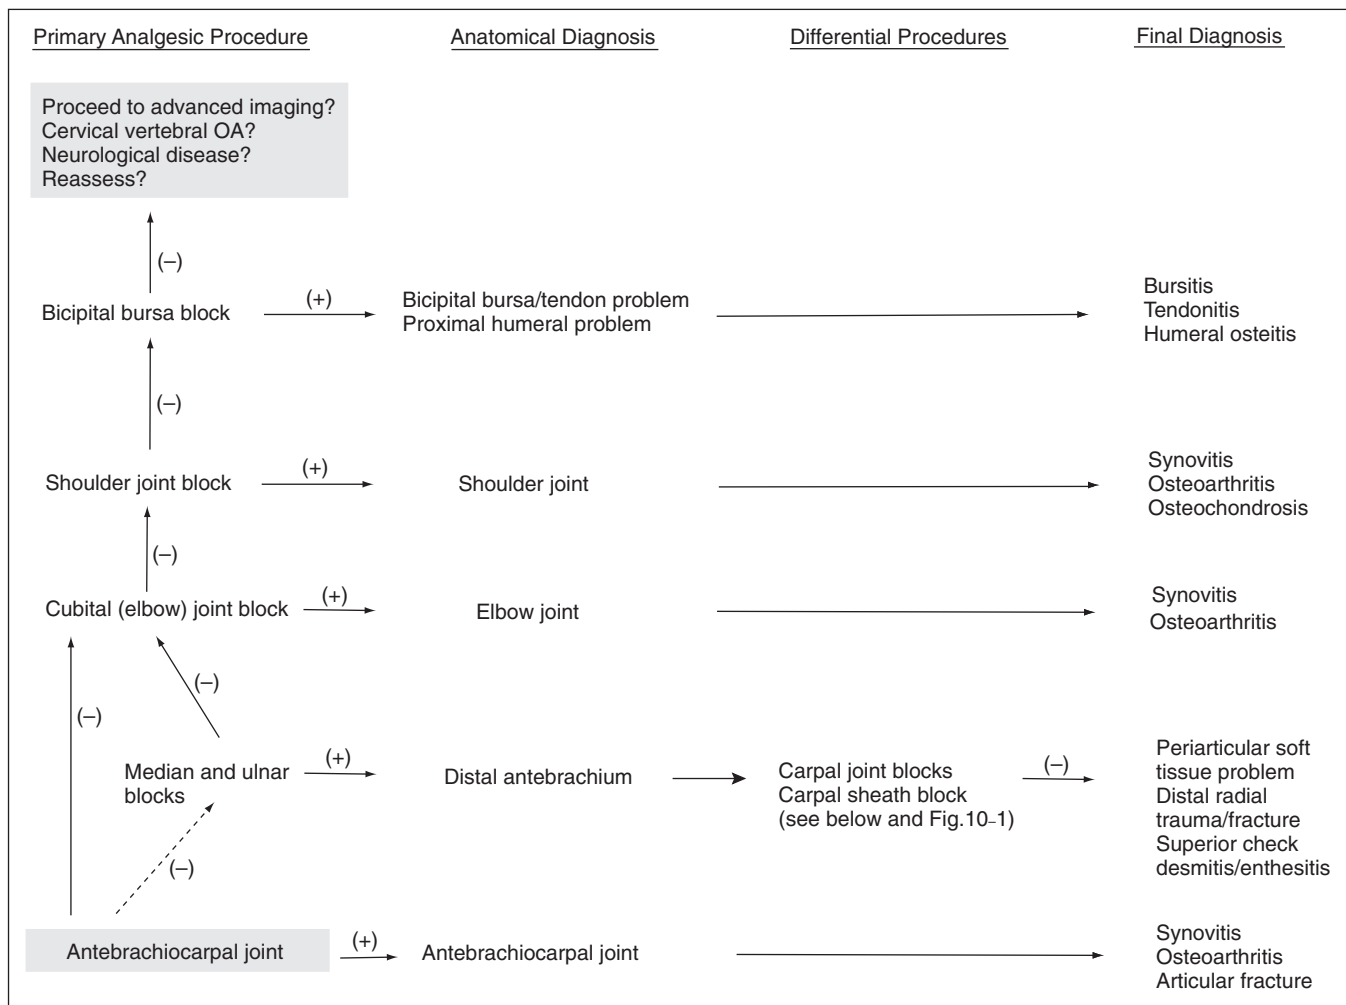 Primary Analgesic Procedure
Anatomical Diagnosis
Differential Procedures
Final Diagnosis
Proceed to advanced imaging?
Cervical vertebral OA?
Neurological disease?
Reassess?
(–)
Bicipital bursa block
(+)
Bicipital bursa/tendon problem
Proximal humeral problem
Bursitis
Tendonitis
Humeral osteitis
(–)
Shoulder joint block
(+)
Shoulder joint
Synovitis
Osteoarthritis
Osteochondrosis
(–)
Cubital (elbow) joint block
(+)
Elbow joint
Synovitis
Osteoarthritis
(–)
(–)
Median and ulnar
blocks
(+)
Distal antebrachium
Carpal joint blocks
Carpal sheath block
(see below and Fig.10–1)
(–)
Periarticular soft
tissue problem
Distal radial
trauma/fracture
Superior check
desmitis/enthesitis
(–)
Antebrachiocarpal joint
(+)
Antebrachiocarpal joint
Synovitis
Osteoarthritis
Articular fracture